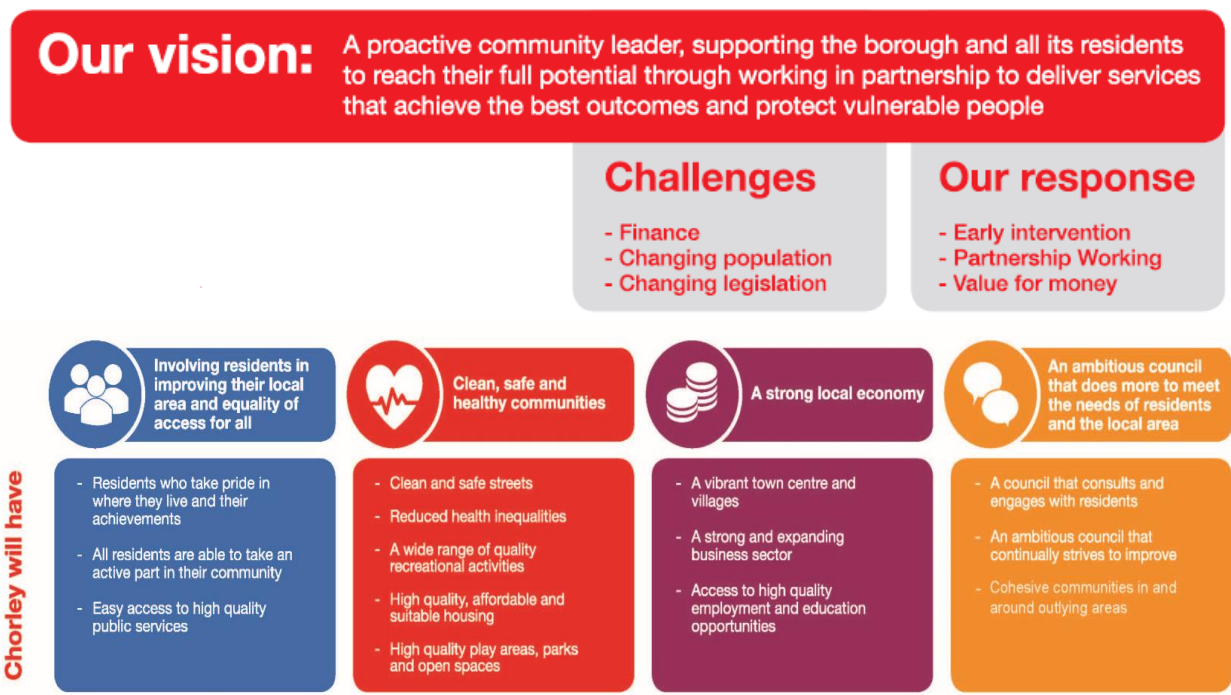 Our vision:
A proactive community leader, supporting the borough and all its residents
to reach their full potential through working in partnership to deliver services
that achieve the best outcomes and protect vulnerable people
Challenges
- Finance
- Changing population
- Changing legislation
Our response
- Early intervention
- Partnership Working
- Value for money
Chorley will have
Involving residents in
improving their local
area and equality of
access for all
- Residents who take pride in
where they live and their
achievements
- All residents are able to take an
active part in their community
- Easy access to high quality
public services
Clean, safe and
healthy communities
- Clean and safe streets
- Reduced health inequalities
- A wide range of quality
recreational activities
- High quality, affordable and
suitable housing
- High quality play areas, parks
and open spaces
A strong local economy
- A vibrant town centre and
villages
- A strong and expanding
business sector
- Access to high quality
employment and education
opportunities
An ambitious council
that does more to meet
the needs of residents
and the local area
- A council that consults and
engages with residents
- An ambitious council that
continually strives to improve
- Cohesive communities in and
around outlying areas